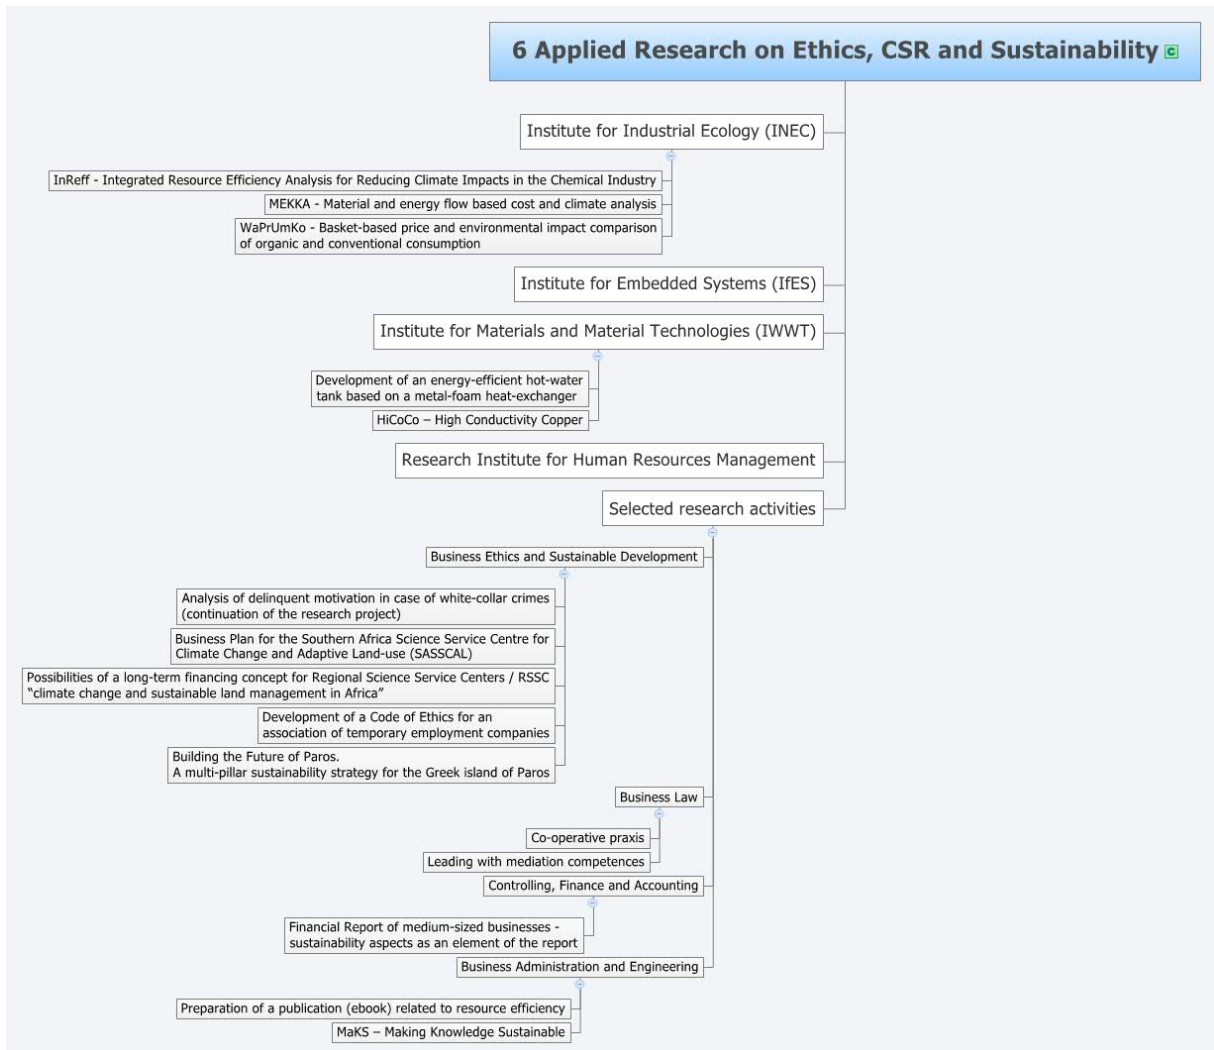 6 Applied Research on Ethics, CSR and Sustainability C
Institute for Industrial Ecology (INEC)
InReff - Integrated Resource Efficiency Analysis for Reducing Climate Impacts in the Chemical Industry
MEKKA - Material and energy flow based cost and climate analysis
WaPrUmKo - Basket-based price and environmental impact comparison
of organic and conventional consumption
Institute for Embedded Systems (IfES)
Institute for Materials and Material Technologies (IWWT)
Development of an energy-efficient hot-water
tank based on a metal-foam heat-exchanger
HiCoCo – High Conductivity Copper
Research Institute for Human Resources Management
Selected research activities
Business Ethics and Sustainable Development
Analysis of delinquent motivation in case of white-collar crimes
(continuation of the research project)
Business Plan for the Southern Africa Science Service Centre for
Climate Change and Adaptive Land-use (SASSCAL)
Possibilities of a long-term financing concept for Regional Science Service Centers / RSSC
“climate change and sustainable land management in Africa”
Development of a Code of Ethics for an
association of temporary employment companies
Building the Future of Paros.
A multi-pillar sustainability strategy for the Greek island of Paros
Business Law
Co-operative praxis
Leading with mediation competences
Controlling, Finance and Accounting
Financial Report of medium-sized businesses -
sustainability aspects as an element of the report
Business Administration and Engineering
Preparation of a publication (ebook) related to resource efficiency
MaKS – Making Knowledge Sustainable